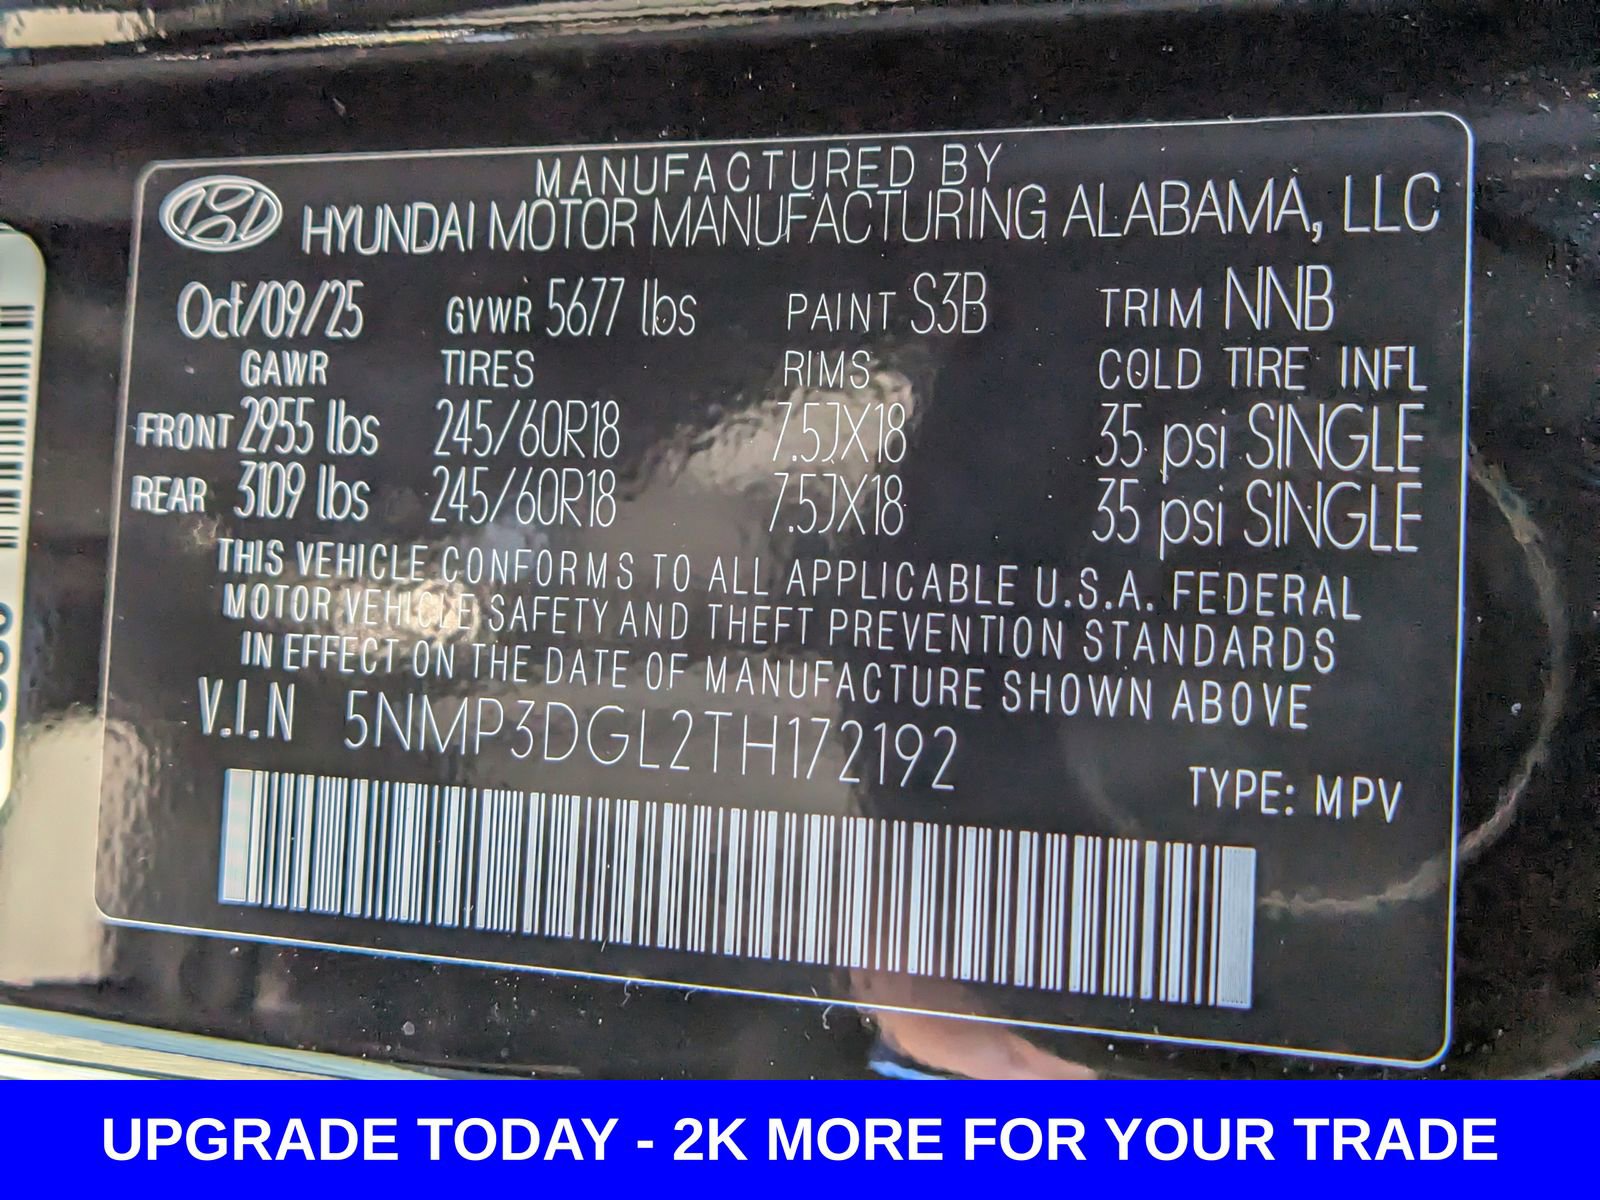 MANUFACTURED BY
HYUNDAI MOTOR MANUFACTURING ALABAMA, LLC
Oct/09/25 GVWR 5677 lbs PAINT S3B TRIM NNB
GAWR TIRES RIMS COLD TIRE INFL
FRONT 2955 lbs 245/60R18 7.5JX18 35 psi SINGLE
REAR 3109 lbs 245/60R18 7.5JX18 35 psi SINGLE
THIS VEHICLE CONFORMS TO ALL APPLICABLE U.S.A. FEDERAL
MOTOR VEHICLE SAFETY AND THEFT PREVENTION STANDARDS
IN EFFECT ON THE DATE OF MANUFACTURE SHOWN ABOVE
V.I.N 5NMP3DGL2TH172192
TYPE: MPV
UPGRADE TODAY - 2K MORE FOR YOUR TRADE